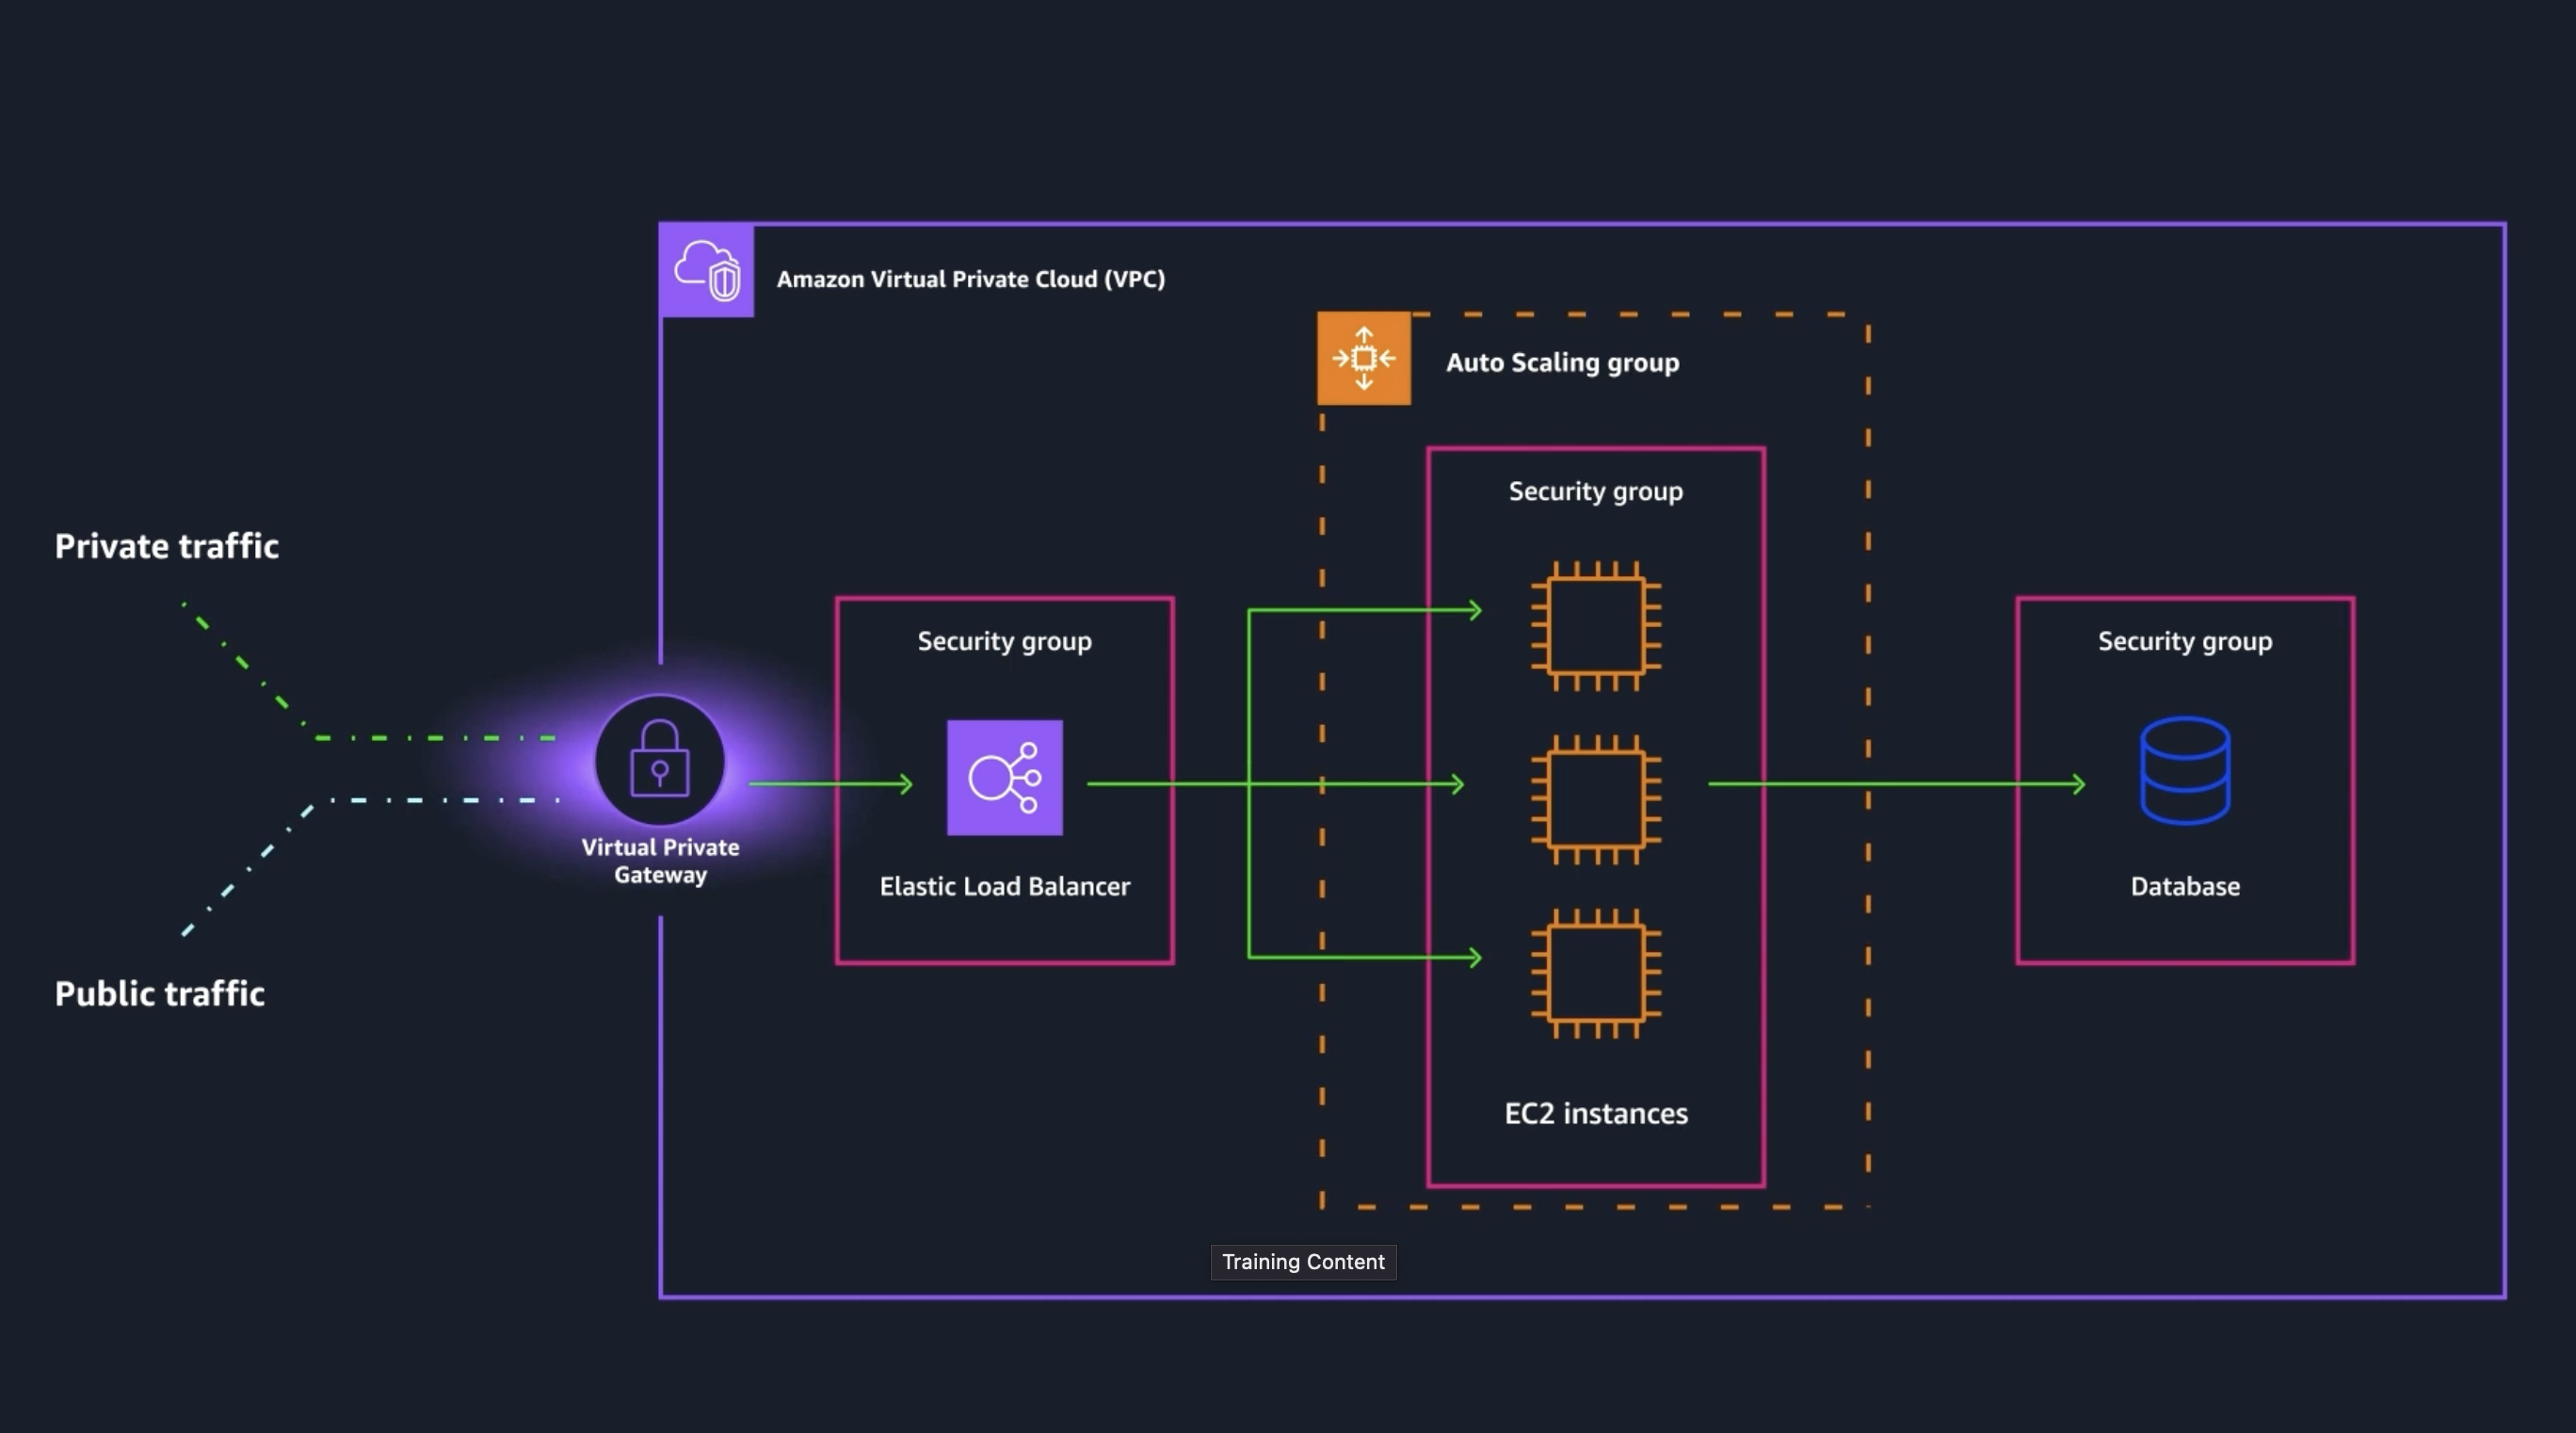 Amazon Virtual Private Cloud (VPC)
Auto Scaling group
Security group
Private traffic
Security group
Security group
Virtual Private
Gateway
Elastic Load Balancer
Database
Public traffic
EC2 instances
Training Content